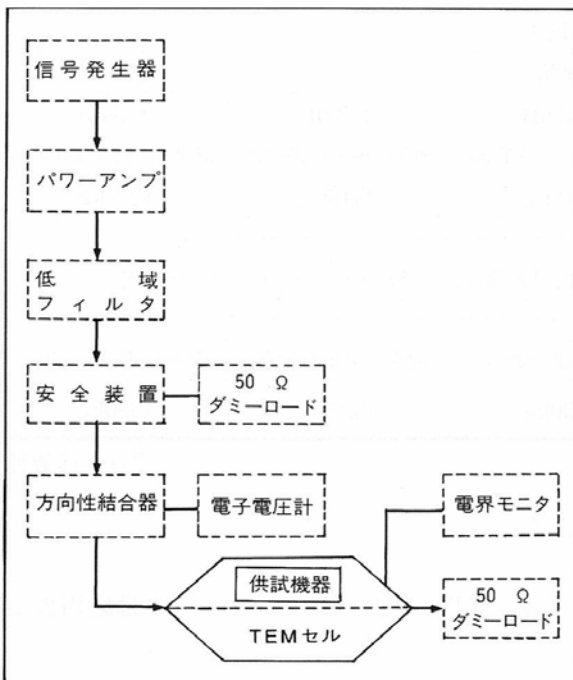 信号発生器
パワーアンプ
低域
フィルタ
安全装置
50 Ω
ダミーロード
方向性結合器
電子電圧計
電界モニタ
供試機器
TEMセル
50 Ω
ダミーロード